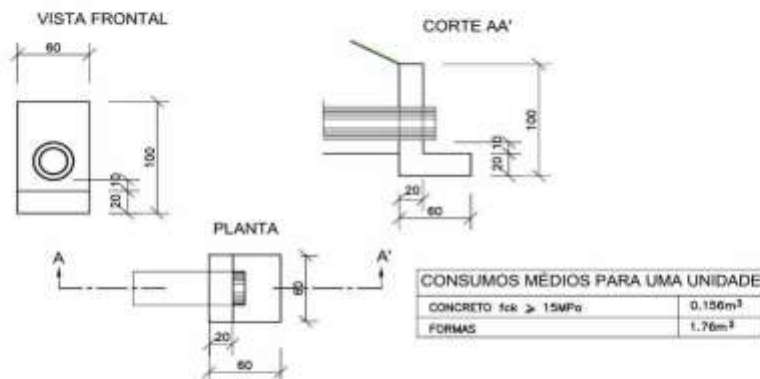 VISTA FRONTAL
60
100
10
20
CORTE AA'
100
10
20
20
60
PLANTA
A
A'
60
20
60
CONSUMOS MÉDIOS PARA UMA UNIDADE
CONCRETO fck ≥ 15MPa 0.156m³
FORMAS 1.76m²